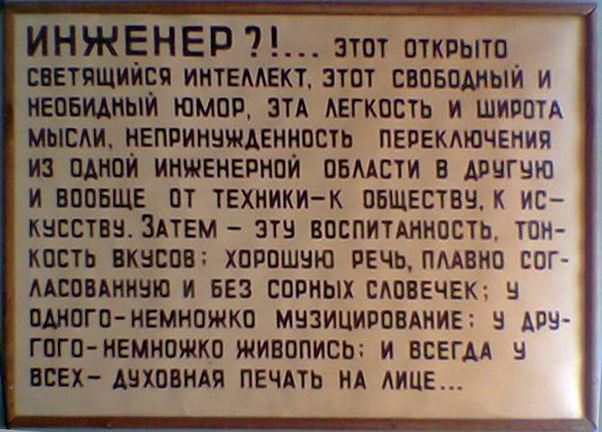 ИНЖЕНЕР?!... ЭТОТ ОТКРЫТО
СВЕТЯЩИЙСЯ ИНТЕЛЛЕКТ, ЭТОТ СВОБОДНЫЙ И
НЕОБИДНЫЙ ЮМОР, ЭТА ЛЕГКОСТЬ И ШИРОТА
МЫСЛИ, НЕПРИНУЖДЕННОСТЬ ПЕРЕКЛЮЧЕНИЯ
ИЗ ОДНОЙ ИНЖЕНЕРНОЙ ОБЛАСТИ В ДРУГУЮ
И ВООБЩЕ ОТ ТЕХНИКИ–К ОБЩЕСТВУ, К ИС–
КУССТВУ. ЗАТЕМ – ЭТУ ВОСПИТАННОСТЬ, ТОН-
КОСТЬ ВКУСОВ; ХОРОШУЮ РЕЧЬ, ПЛАВНО СОГ-
ЛАСОВАННУЮ И БЕЗ СОРНЫХ СЛОВЕЧЕК; У
ОДНОГО–НЕМНОЖКО МУЗИЦИРОВАНИЕ; У ДРУ-
ГОГО–НЕМНОЖКО ЖИВОПИСЬ; И ВСЕГДА У
ВСЕХ– ДУХОВНАЯ ПЕЧАТЬ НА ЛИЦЕ...